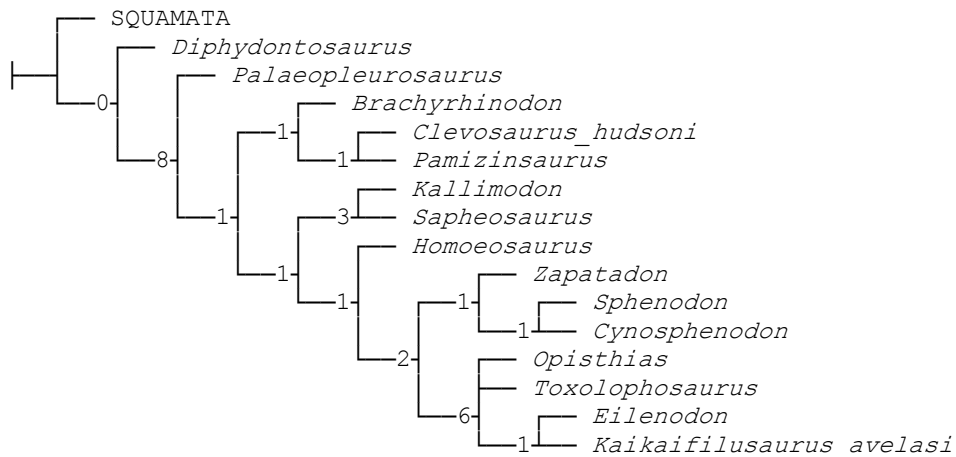 SQUAMATA
Diphydontosaurus
Palaeopleurosaurus
0
Brachyrhinodon
1
Clevosaurus_hudsoni
8
1
Pamizinsaurus
Kallimodon
1
3
Sapheosaurus
Homoeosaurus
1
Zapatadon
1
1
Sphenodon
1
Cynosphenodon
2
Opisthias
Toxolophosaurus
6
Eilenodon
1
Kaikaifilusaurus avelasi